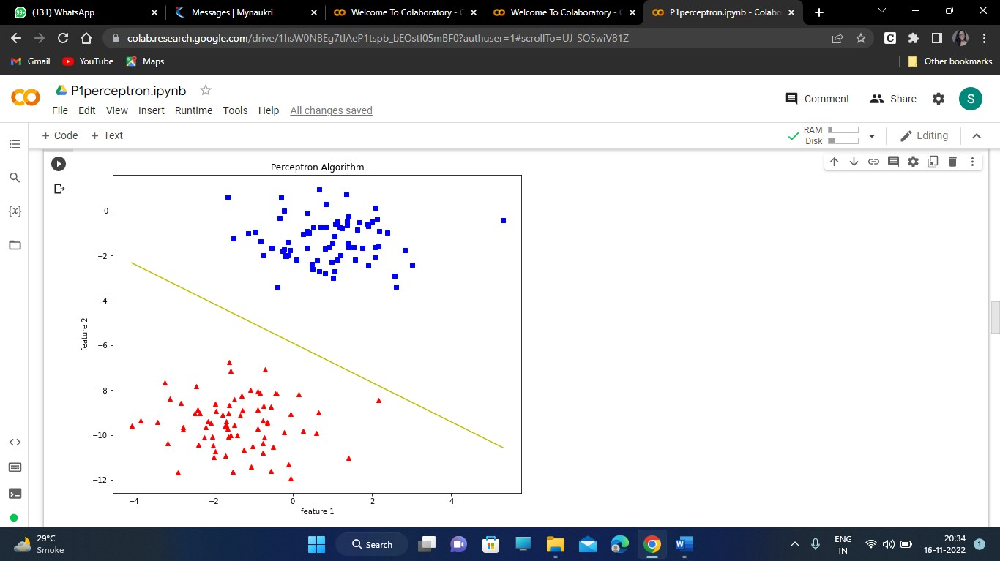 (131) WhatsApp
Messages | Mynaukri
Welcome To Colaboratory -
Welcome To Colaboratory -
P1perceptron.ipynb - Colabo
colab.research.google.com/drive/1hsW0NBEg7tIAeP1tspb_bEOstI05mBF0?authuser=1#scrollTo=UJ-SO5wiV81Z
Gmail
YouTube
Maps
Other bookmarks
P1perceptron.ipynb
File Edit View Insert Runtime Tools Help All changes saved
Comment
Share
S
+ Code + Text
RAM
Disk
Editing
{x}
Perceptron Algorithm
0
−2
−4
−6
−8
−10
−12
feature 2
−4 −2 0 2 4
feature 1
29°C
Smoke
Search
ENG
IN
20:34
16-11-2022
1